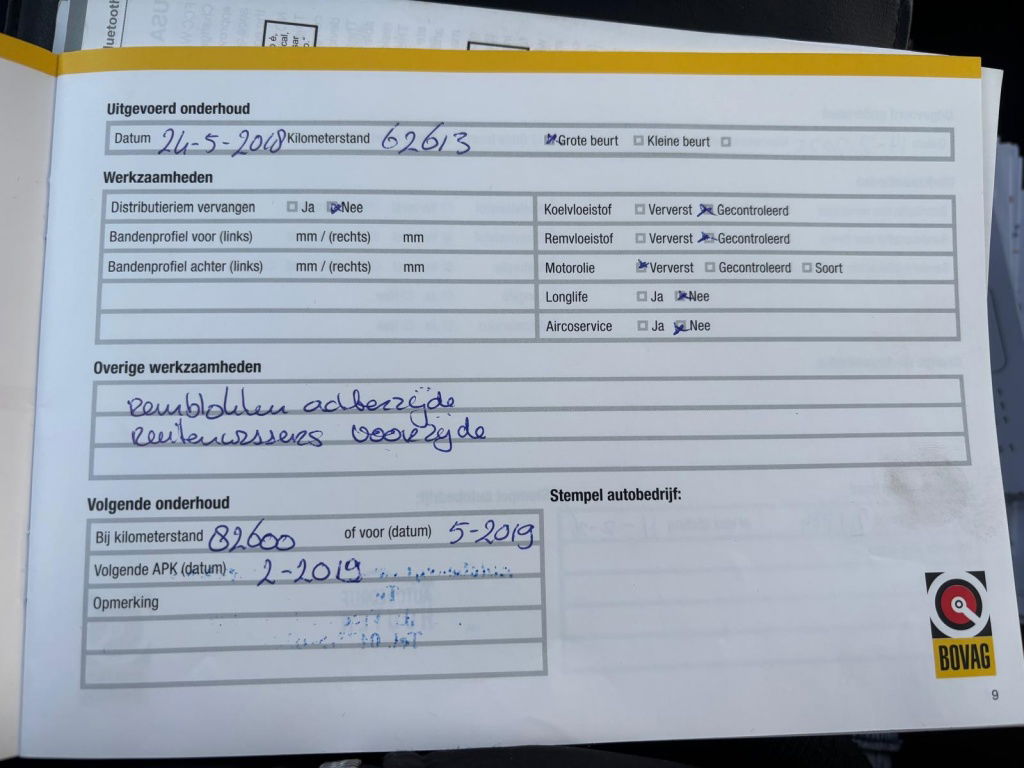 Uitgevoerd onderhoud
Datum 24-5-2018 Kilometerstand 62613 Grote beurt Kleine beurt
Werkzaamheden
Distributieriem vervangen Ja Nee
Koelvloeistof Ververst Gecontroleerd
Bandenprofiel voor (links) mm / (rechts) mm
Remvloeistof Ververst Gecontroleerd
Bandenprofiel achter (links) mm / (rechts) mm
Motorolie Ververst Gecontroleerd Soort
Longlife Ja Nee
Aircoservice Ja Nee
Overige werkzaamheden
remblokken achterzijde
ruitenwissers voorzijde
Volgende onderhoud
Stempel autobedrijf:
Bij kilometerstand 82600 of voor (datum) 5-2019
Volgende APK (datum) 2-2019
Opmerking
BOVAG
9